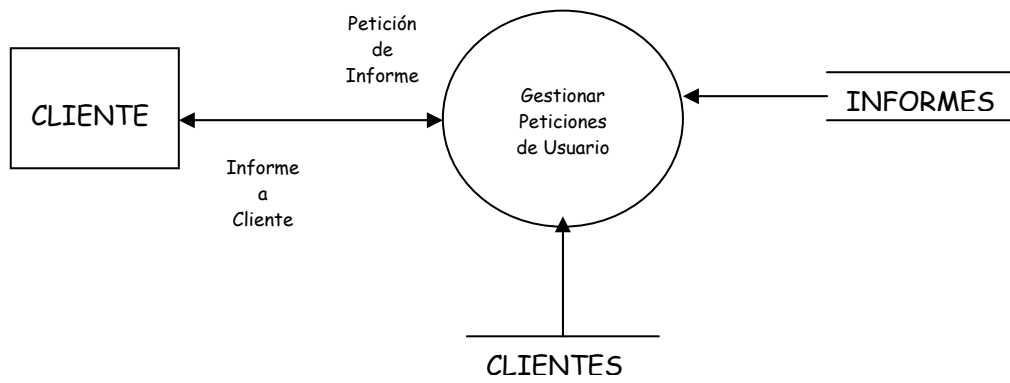 Petición
de
Informe
CLIENTE
Gestionar
Peticiones
de Usuario
INFORMES
Informe
a
Cliente
CLIENTES